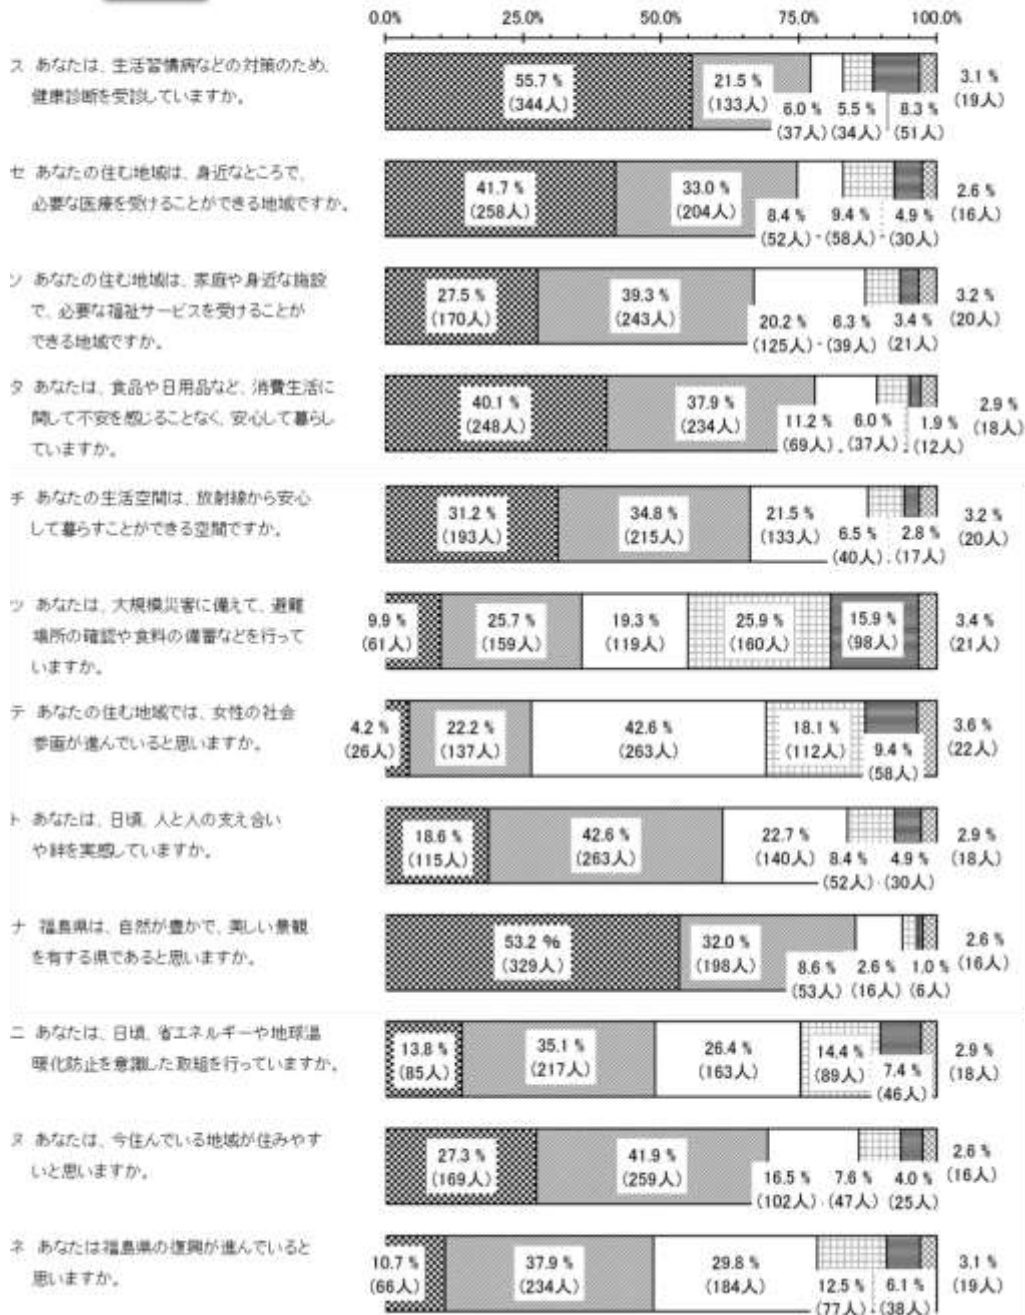 0.0% 25.0% 50.0% 75.0% 100.0%
ス あなたは、生活習慣病などの対策のため、
健康診断を受診していますか。
55.7 % 21.5 % 6.0 % 5.5 % 8.3 % 3.1 %
(344人) (133人) (37人) (34人) (51人) (19人)
セ あなたの住む地域は、身近なところで、
必要な医療を受けることができる地域ですか。
41.7 % 33.0 % 8.4 % 9.4 % 4.9 % 2.6 %
(258人) (204人) (52人) (58人) (30人) (16人)
ソ あなたの住む地域は、家庭や身近な施設
で、必要な福祉サービスを受けることが
できる地域ですか。
27.5 % 39.3 % 20.2 % 6.3 % 3.4 % 3.2 %
(170人) (243人) (125人) (39人) (21人) (20人)
タ あなたは、食品や日用品など、消費生活に
関して不安を感じることなく、安心して暮らし
ていますか。
40.1 % 37.9 % 11.2 % 6.0 % 1.9 % 2.9 %
(248人) (234人) (69人) (37人) (12人) (18人)
チ あなたの生活空間は、放射線から安心
して暮らすことができる空間ですか。
31.2 % 34.8 % 21.5 % 6.5 % 2.8 % 3.2 %
(193人) (215人) (133人) (40人) (17人) (20人)
ツ あなたは、大規模災害に備えて、避難
場所の確認や食料の備蓄などを行って
いますか。
9.9 % 25.7 % 19.3 % 25.9 % 15.9 % 3.4 %
(61人) (159人) (119人) (160人) (98人) (21人)
テ あなたの住む地域では、女性の社会
参画が進んでいると思いますか。
4.2 % 22.2 % 42.6 % 18.1 % 9.4 % 3.6 %
(26人) (137人) (263人) (112人) (58人) (22人)
ト あなたは、日頃、人と人の支え合い
や絆を実感していますか。
18.6 % 42.6 % 22.7 % 8.4 % 4.9 % 2.9 %
(115人) (263人) (140人) (52人) (30人) (18人)
ナ 福島県は、自然が豊かで、美しい景観
を有する県であると思いますか。
53.2 % 32.0 % 8.6 % 2.6 % 1.0 % 2.6 %
(329人) (198人) (53人) (16人) (6人) (16人)
ニ あなたは、日頃、省エネルギーや地球温
暖化防止を意識した取組を行っていますか。
13.8 % 35.1 % 26.4 % 14.4 % 7.4 % 2.9 %
(85人) (217人) (163人) (89人) (46人) (18人)
ヌ あなたは、今住んでいる地域が住みやす
いと思いますか。
27.3 % 41.9 % 16.5 % 7.6 % 4.0 % 2.6 %
(169人) (259人) (102人) (47人) (25人) (16人)
ネ あなたは福島県の復興が進んでいると
思いますか。
10.7 % 37.9 % 29.8 % 12.5 % 6.1 % 3.1 %
(66人) (234人) (184人) (77人) (38人) (19人)